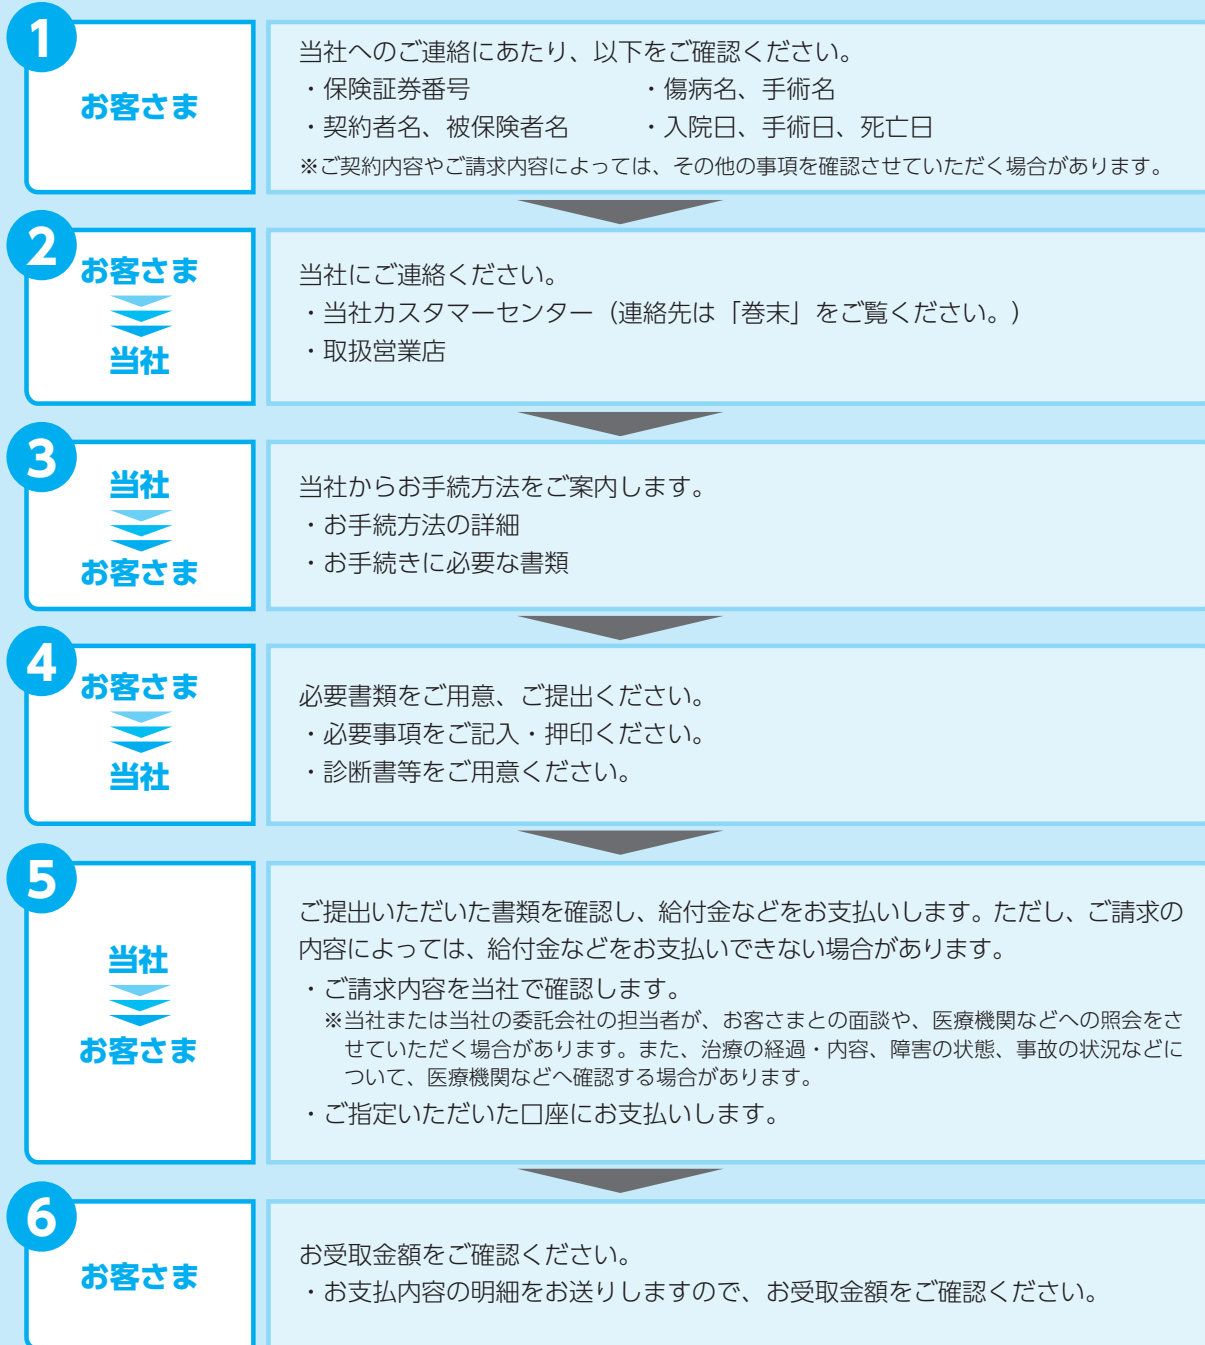 1
お客さま
当社へのご連絡にあたり、以下をご確認ください。
・保険証券番号　　　　　　・傷病名、手術名
・契約者名、被保険者名　　・入院日、手術日、死亡日
※ご契約内容やご請求内容によっては、その他の事項を確認させていただく場合があります。
2
お客さま
当社
当社にご連絡ください。
・当社カスタマーセンター（連絡先は「巻末」をご覧ください。）
・取扱営業店
3
当社
お客さま
当社からお手続方法をご案内します。
・お手続方法の詳細
・お手続きに必要な書類
4
お客さま
当社
必要書類をご用意、ご提出ください。
・必要事項をご記入・押印ください。
・診断書等をご用意ください。
5
当社
お客さま
ご提出いただいた書類を確認し、給付金などをお支払いします。ただし、ご請求の
内容によっては、給付金などをお支払いできない場合があります。
・ご請求内容を当社で確認します。
※当社または当社の委託会社の担当者が、お客さまとの面談や、医療機関などへの照会をさ
せていただく場合があります。また、治療の経過・内容、障害の状態、事故の状況などに
ついて、医療機関などへ確認する場合があります。
・ご指定いただいた口座にお支払いします。
6
お客さま
お受取金額をご確認ください。
・お支払内容の明細をお送りしますので、お受取金額をご確認ください。